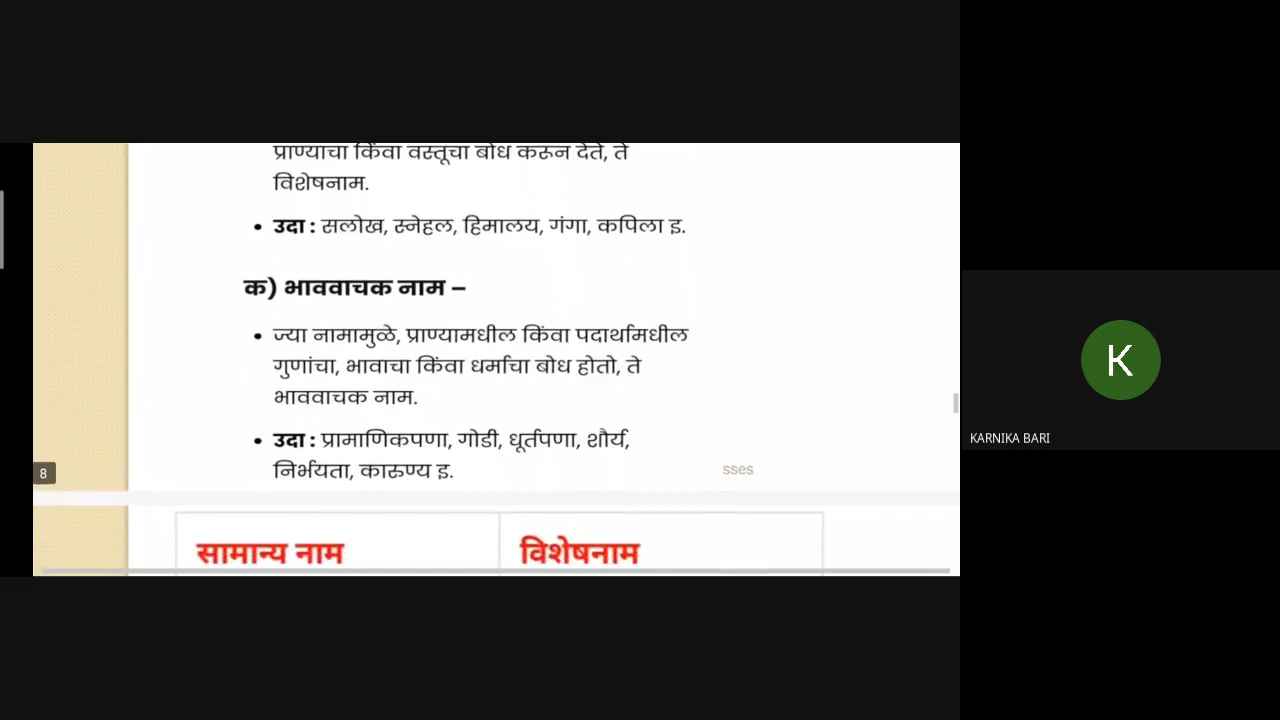 प्राण्याचा किंवा वस्तूचा बोध करून देते, ते
विशेषनाम.
• उदा : सलोख, स्नेहल, हिमालय, गंगा, कपिला इ.
क) भाववाचक नाम –
• ज्या नामामुळे, प्राण्यामधील किंवा पदार्थामधील
गुणांचा, भावाचा किंवा धर्माचा बोध होतो, ते
भाववाचक नाम.
• उदा : प्रामाणिकपणा, गोडी, धूर्तपणा, शौर्य,
निर्भयता, कारुण्य इ.
sses
8
सामान्य नाम विशेषनाम
K
KARNIKA BARI